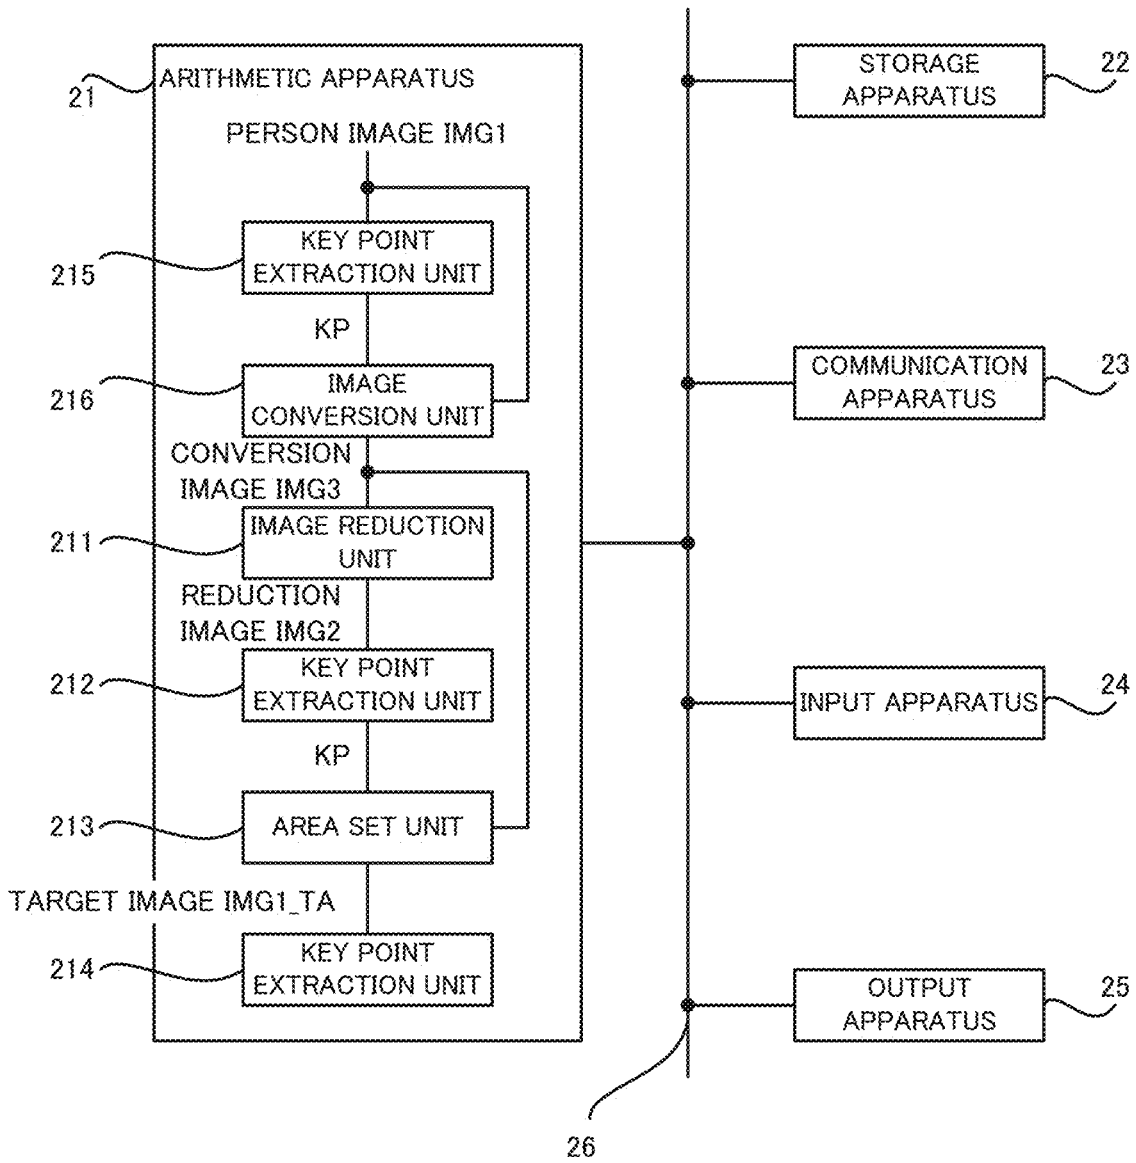 21
ARITHMETIC APPARATUS
PERSON IMAGE IMG1
215
KEY POINT
EXTRACTION UNIT
KP
216
IMAGE
CONVERSION UNIT
CONVERSION
IMAGE IMG3
211
IMAGE REDUCTION
UNIT
REDUCTION
IMAGE IMG2
212
KEY POINT
EXTRACTION UNIT
KP
213
AREA SET UNIT
TARGET IMAGE IMG1_TA
214
KEY POINT
EXTRACTION UNIT
STORAGE
APPARATUS
22
COMMUNICATION
APPARATUS
23
INPUT APPARATUS
24
OUTPUT
APPARATUS
25
26